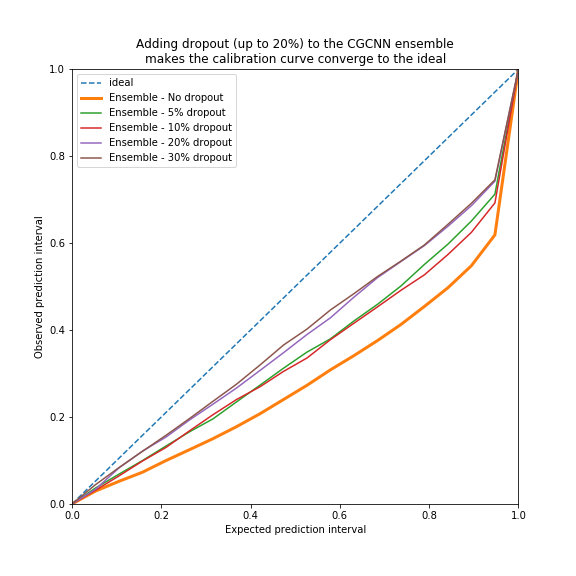 Adding dropout (up to 20%) to the CGCNN ensemble
makes the calibration curve converge to the ideal
1.0
0.8
0.6
0.4
0.2
0.0
Observed prediction interval
ideal
Ensemble - No dropout
Ensemble - 5% dropout
Ensemble - 10% dropout
Ensemble - 20% dropout
Ensemble - 30% dropout
0.0 0.2 0.4 0.6 0.8 1.0
Expected prediction interval